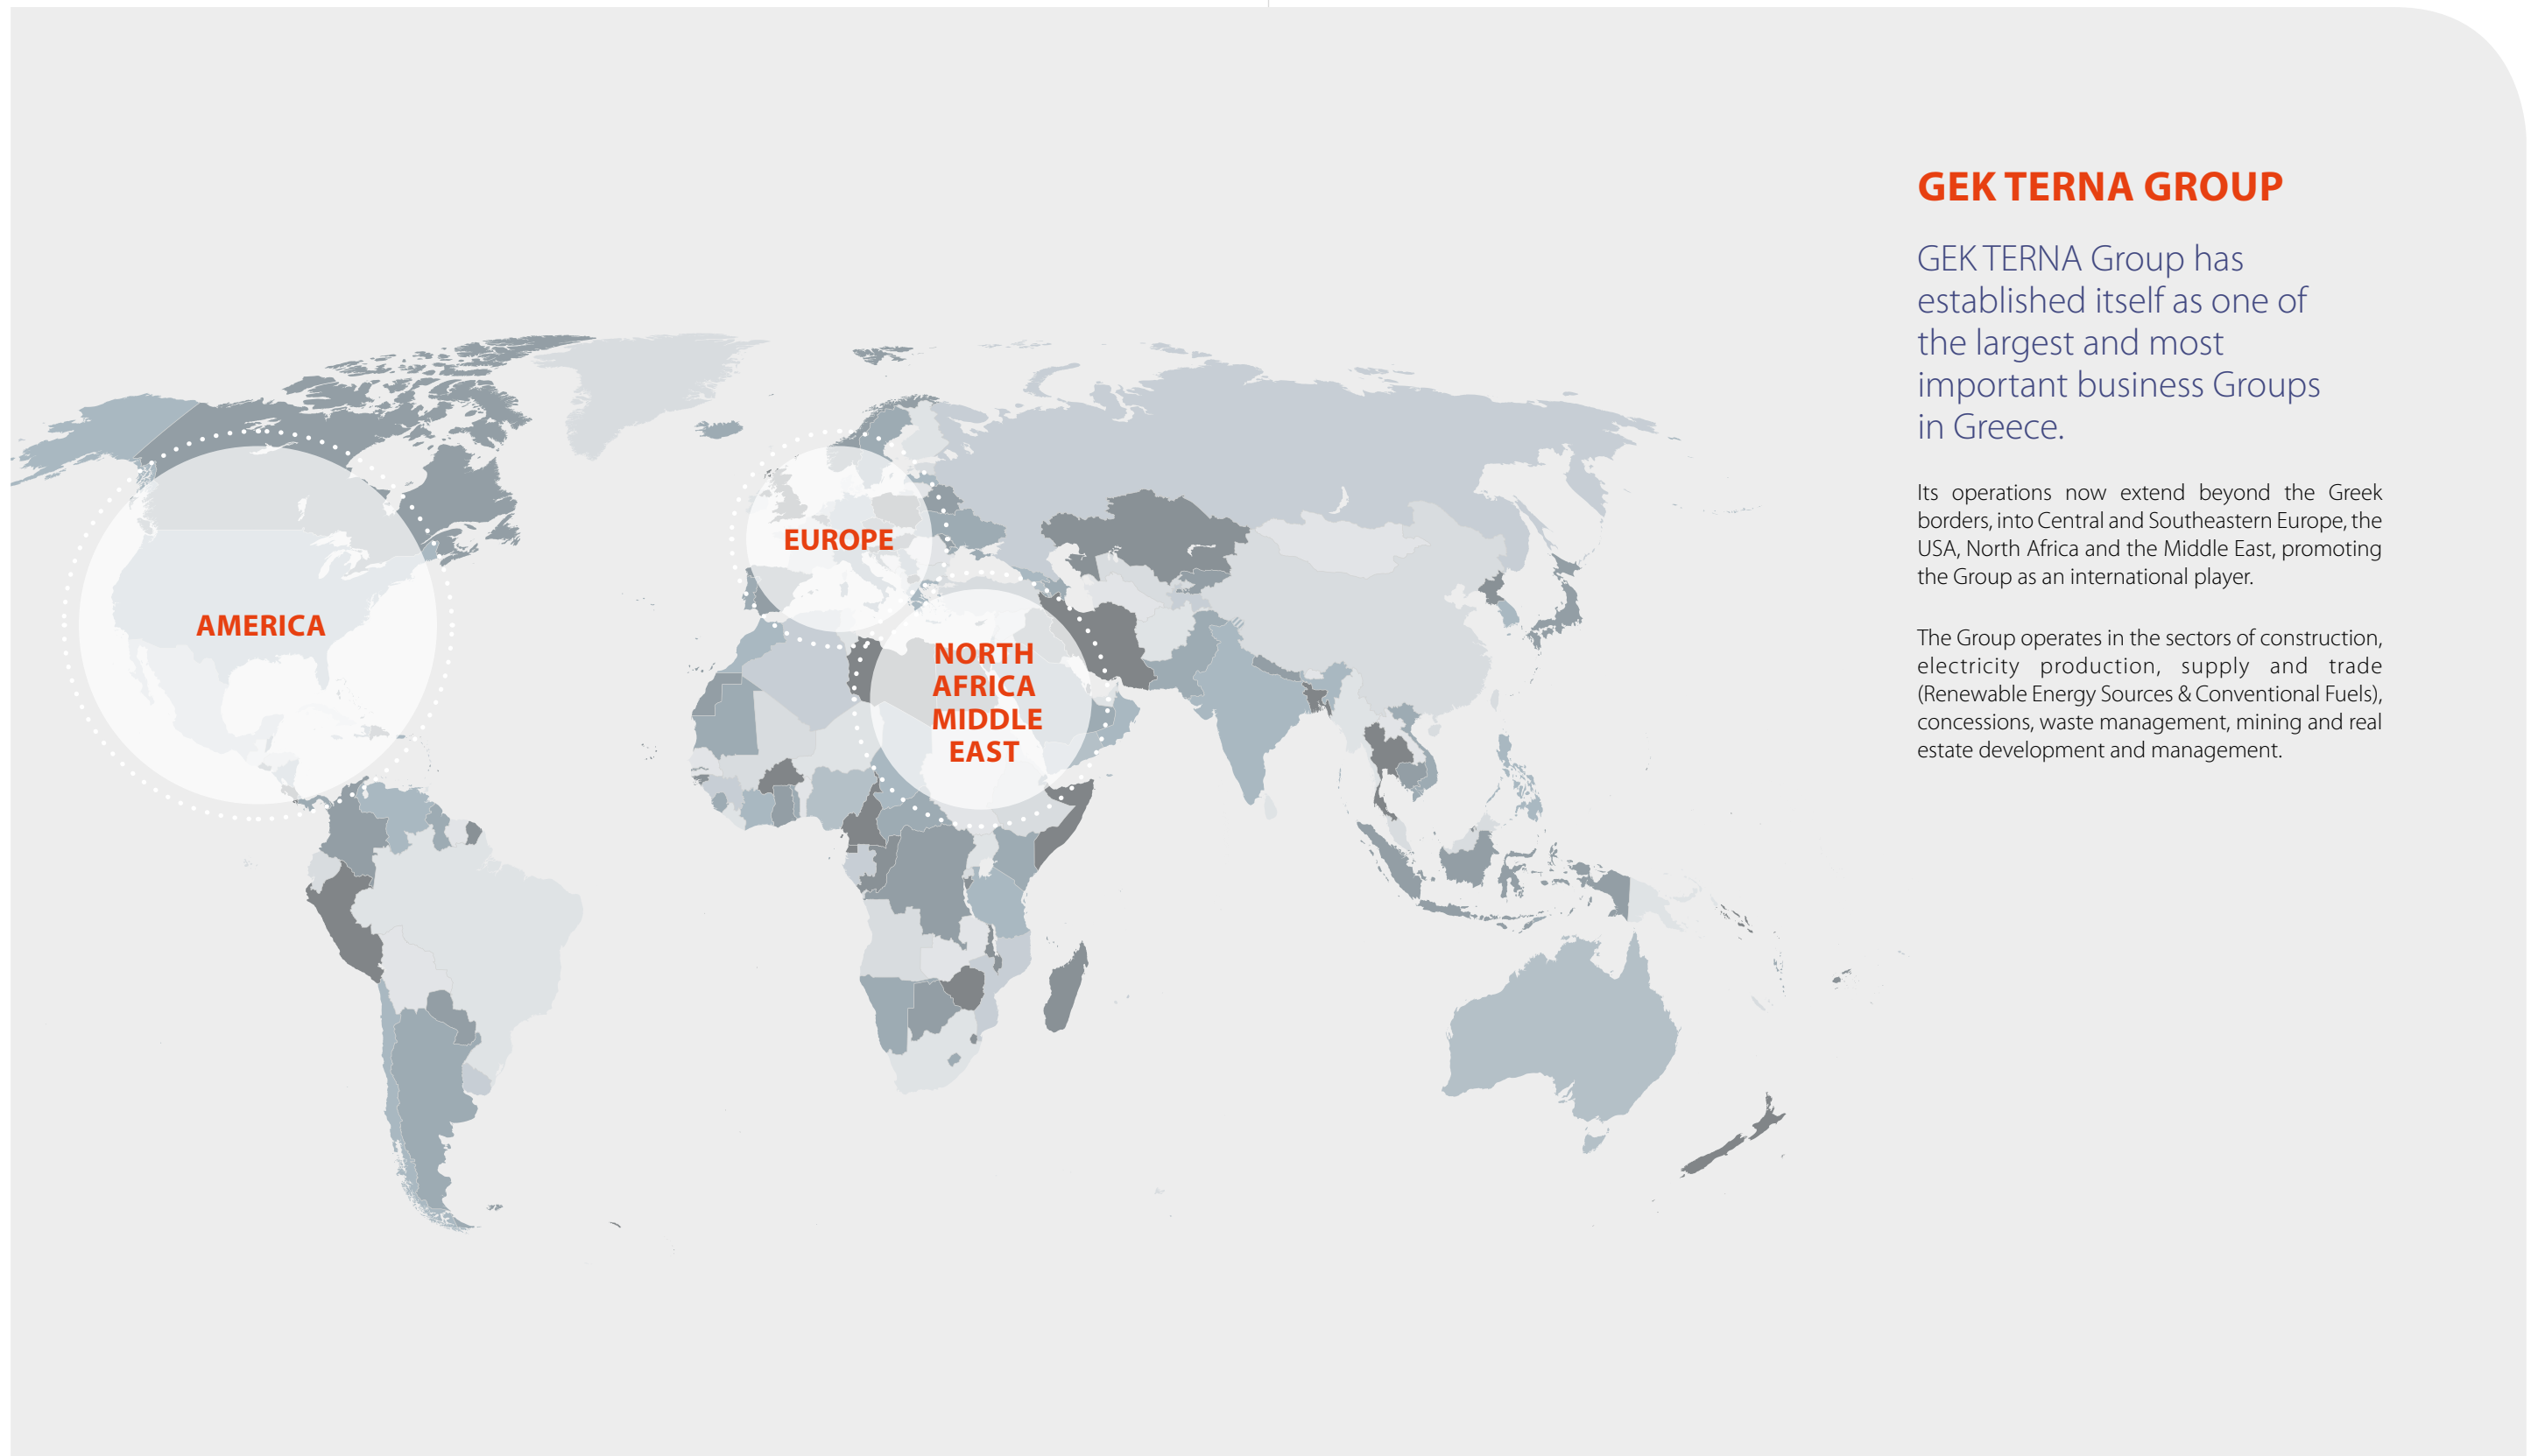 GEK TERNA GROUP
GEK TERNA Group has
established itself as one of
the largest and most
important business Groups
in Greece.
Its operations now extend beyond the Greek
borders, into Central and Southeastern Europe, the
USA, North Africa and the Middle East, promoting
the Group as an international player.
The Group operates in the sectors of construction,
electricity production, supply and trade
(Renewable Energy Sources & Conventional Fuels),
concessions, waste management, mining and real
estate development and management.
EUROPE
AMERICA
NORTH
AFRICA
MIDDLE
EAST